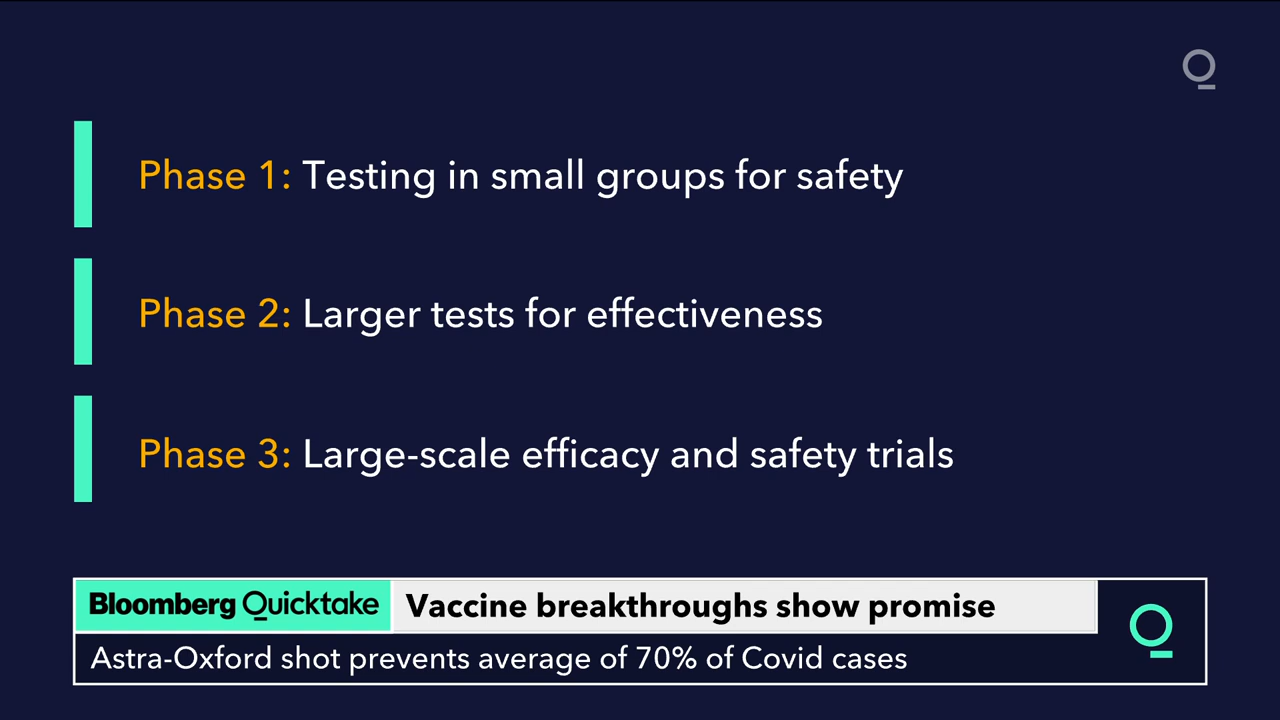 Phase 1: Testing in small groups for safety
Phase 2: Larger tests for effectiveness
Phase 3: Large-scale efficacy and safety trials
Bloomberg Quicktake Vaccine breakthroughs show promise
Astra-Oxford shot prevents average of 70% of Covid cases